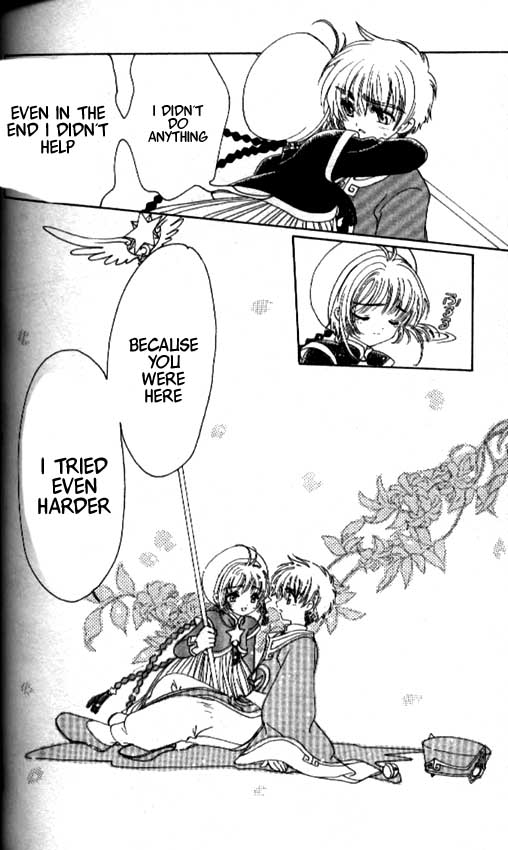 I DIDN'T
DO
ANYTHING
EVEN IN THE
END I DIDN'T
HELP
BECAUSE
YOU
WERE
HERE
I TRIED
EVEN
HARDER